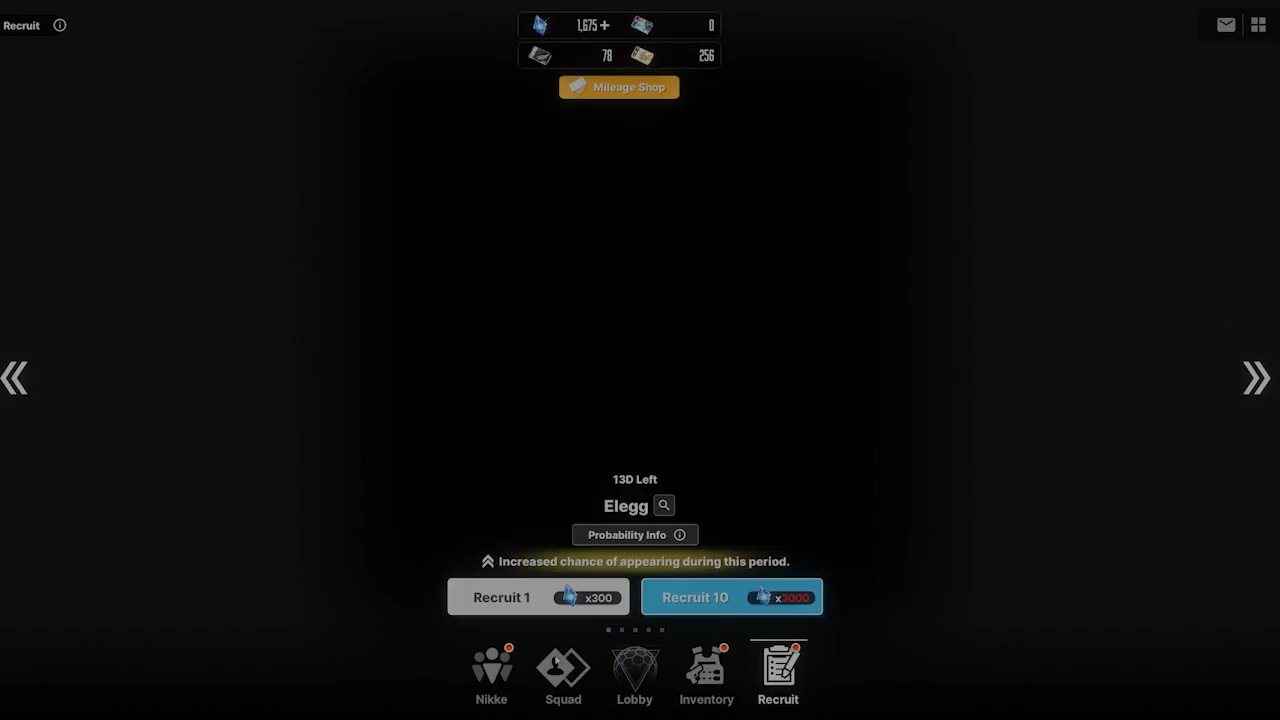 Recruit
1,675 + 0
78 256
Mileage Shop
13D Left
Elegg
Probability Info
Increased chance of appearing during this period.
Recruit 1 x300
Recruit 10 x3000
Nikke
Squad
Lobby
Inventory
Recruit